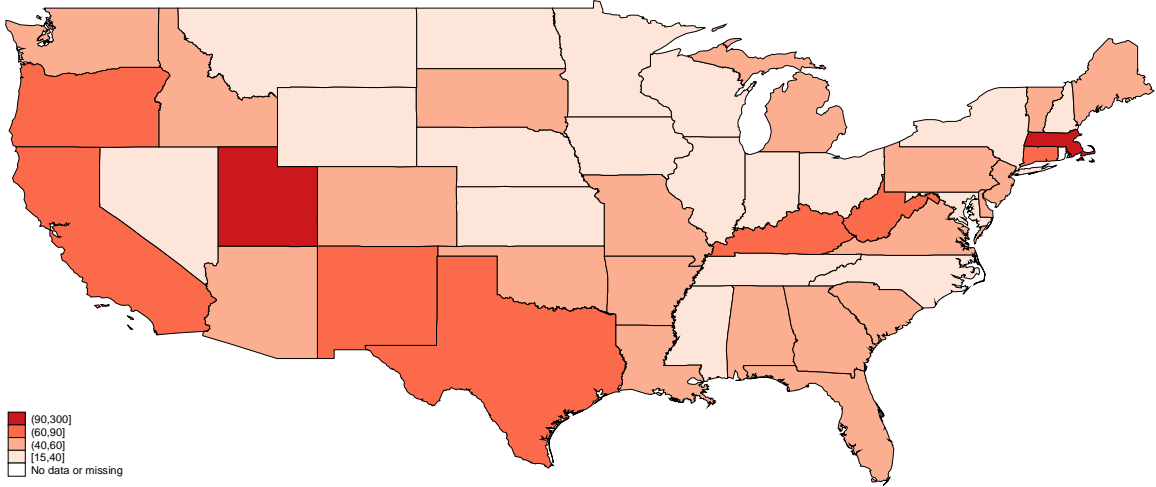 (90,300]
(60,90]
(40,60]
[15,40]
No data or missing